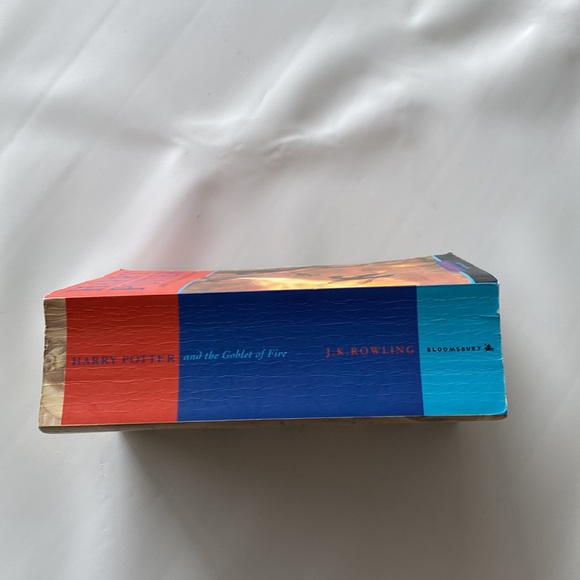 HARRY POTTER and the Goblet of Fire J.K.ROWLING BLOOMSBURY